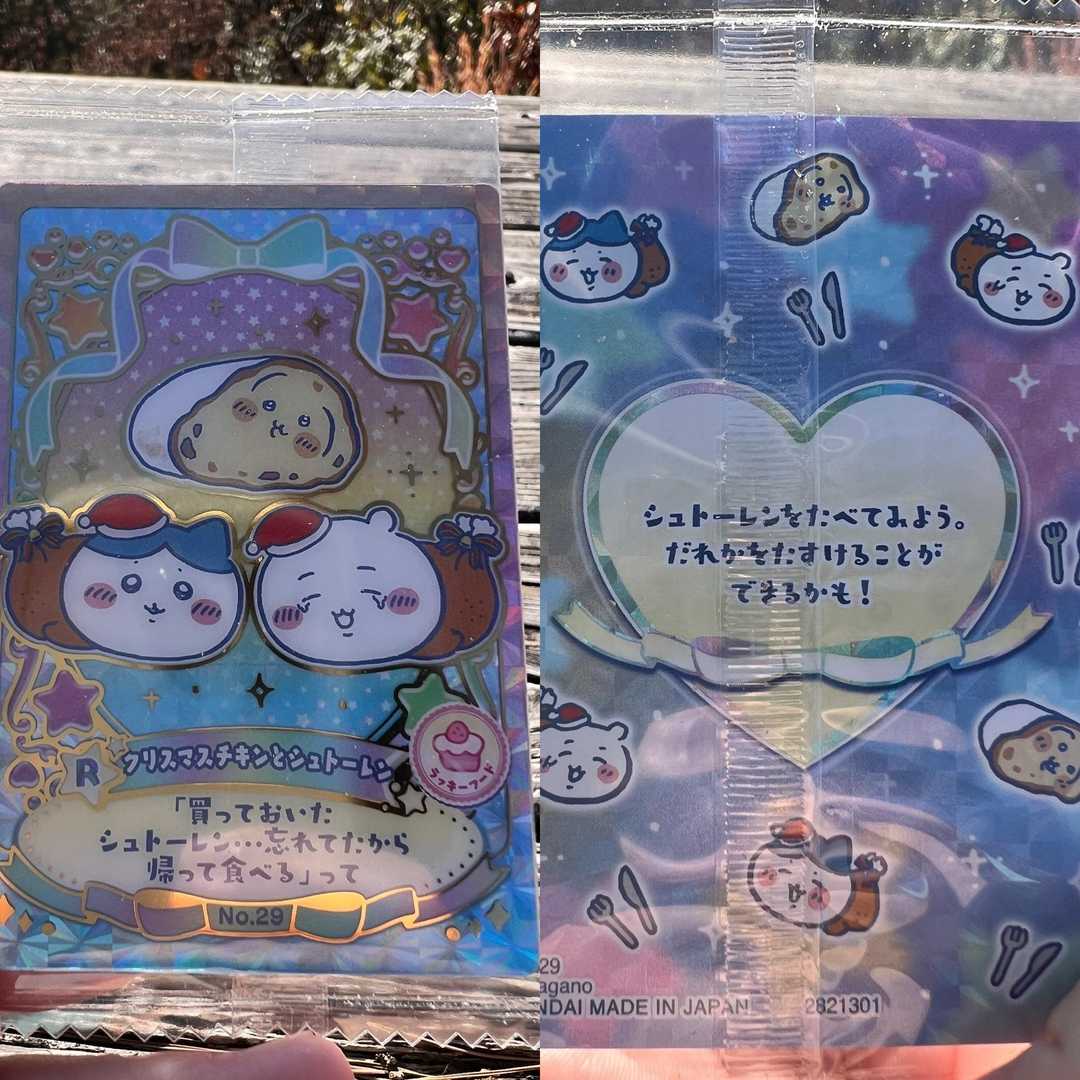 R
クリスマスチキンとシュトーレン
ラッキーフード
「買っておいた
シュトーレン…忘れてたから
帰って食べる」って
No.29
シュトーレンをたべてみよう。
だれかをたすけることが
できるかも!
29
agano
NDAI MADE IN JAPAN
2821301